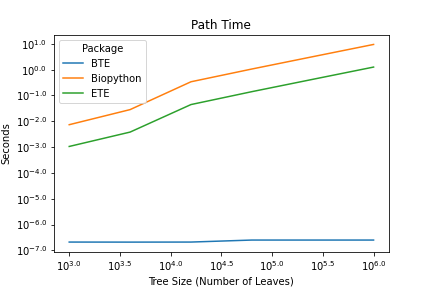 Path Time
Package
BTE
Biopython
ETE
Seconds
10^1.0
10^0.0
10^−1.0
10^−2.0
10^−3.0
10^−4.0
10^−5.0
10^−6.0
10^−7.0
10^3.0 10^3.5 10^4.0 10^4.5 10^5.0 10^5.5 10^6.0
Tree Size (Number of Leaves)